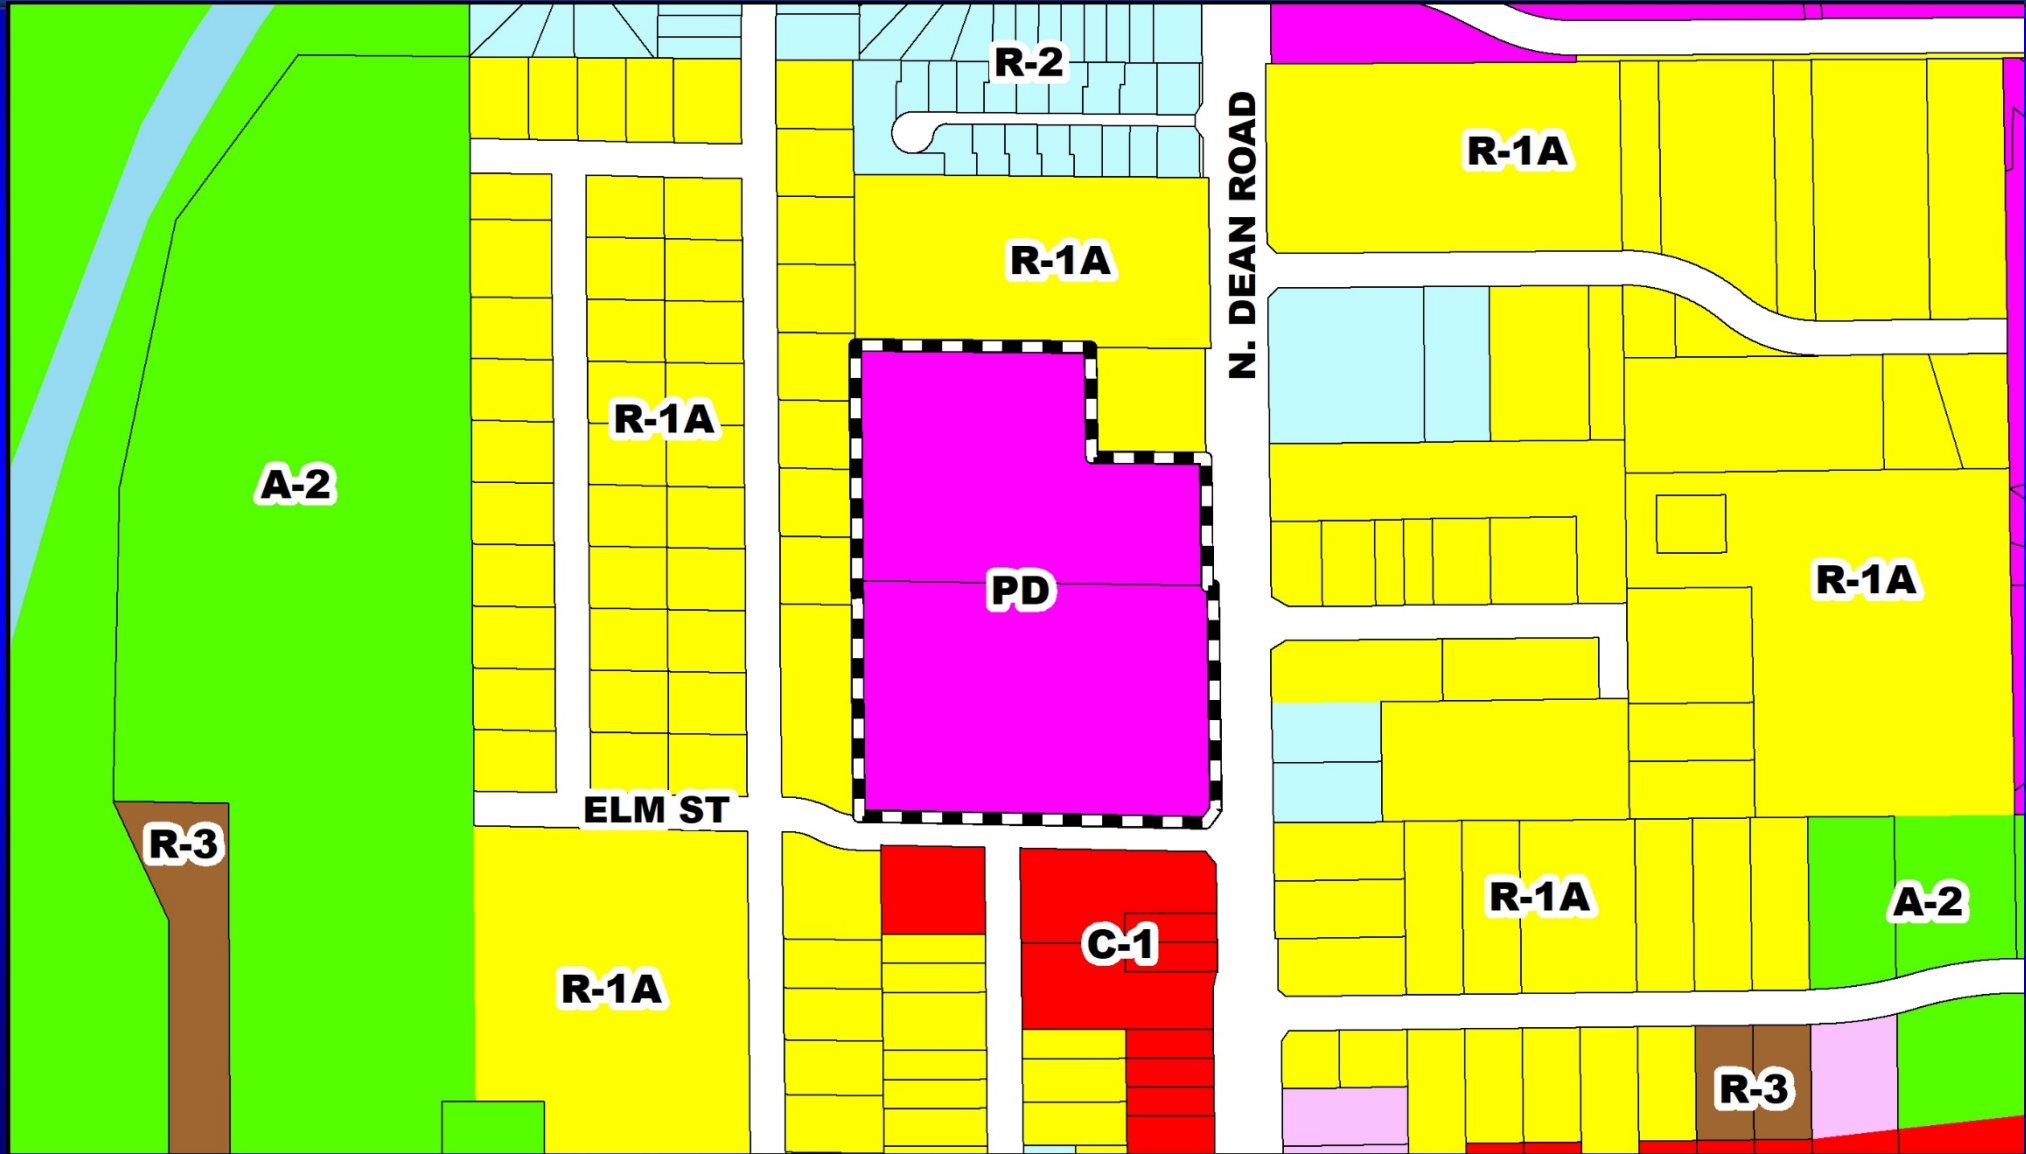 R-2
R-1A
N. DEAN ROAD
R-1A
R-1A
A-2
R-1A
PD
ELM ST
R-3
R-1A
A-2
C-1
R-1A
R-3